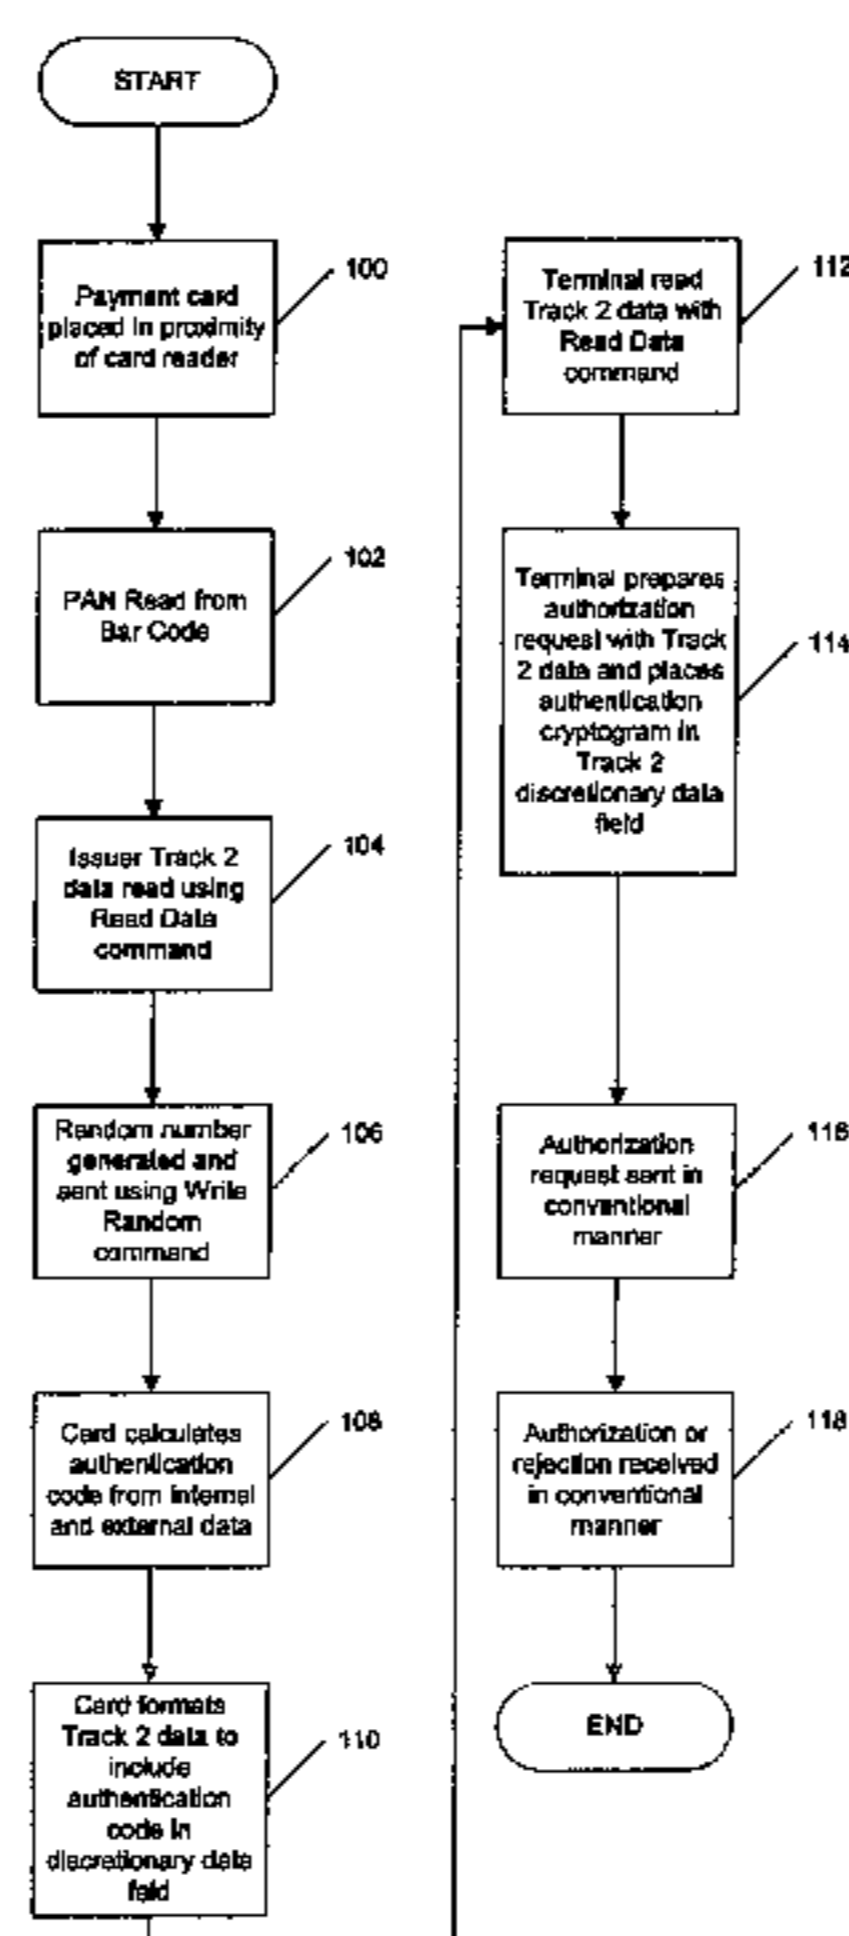 START
Payment card
placed in proximity
of card reader
100
PAN Read from
Bar Code
102
Issuer Track 2
data read using
Read Data
command
104
Random number
generated and
sent using Write
Random
command
106
Card calculates
authentication
code from internal
and external data
108
Card formats
Track 2 data to
include
authentication
code in
discretionary data
field
110
Terminal read
Track 2 data with
Read Data
command
112
Terminal prepares
authorization
request with Track
2 data and places
authentication
cryptogram in
Track 2
discretionary data
field
114
Authorization
request sent in
conventional
manner
116
Authorization or
rejection received
in conventional
manner
118
END